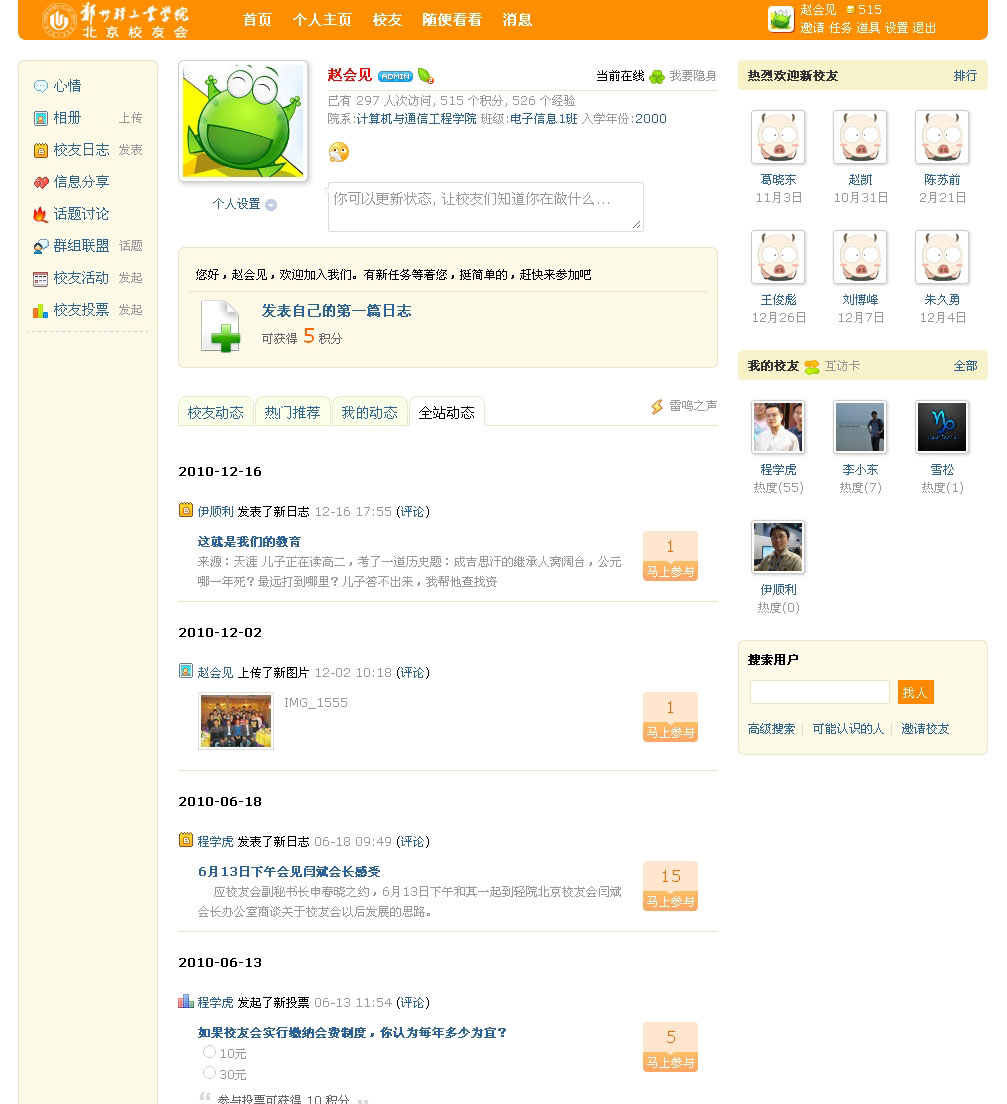 郑州轻工业学院
北京校友会
首页 个人主页 校友 随便看看 消息
赵会见 515
邀请 任务 道具 设置 退出
心情
相册 上传
校友日志 发表
信息分享
话题讨论
群组联盟 话题
校友活动 发起
校友投票 发起
个人设置
赵会见 ADMIN
当前在线 我要隐身
已有 297 人次访问, 515 个积分, 526 个经验
院系:计算机与通信工程学院 班级:电子信息1班 入学年份:2000
你可以更新状态, 让校友们知道你在做什么...
您好，赵会见，欢迎加入我们。有新任务等着您，挺简单的，赶快来参加吧
发表自己的第一篇日志
可获得 5 积分
校友动态 热门推荐 我的动态 全站动态
雷鸣之声
2010-12-16
伊顺利 发表了新日志 12-16 17:55 (评论)
这就是我们的教育
来源：天涯 儿子正在读高二，考了一道历史题：成吉思汗的继承人窝阔台，公元
哪一年死？最远打到哪里？儿子答不出来，我帮他查找资
1
马上参与
2010-12-02
赵会见 上传了新图片 12-02 10:18 (评论)
IMG_1555
1
马上参与
2010-06-18
程学虎 发表了新日志 06-18 09:49 (评论)
6月13日下午会见闫斌会长感受
应校友会副秘书长申春晓之约，6月13日下午和其一起到轻院北京校友会闫斌
会长办公室商谈关于校友会以后发展的思路。
15
马上参与
2010-06-13
程学虎 发起了新投票 06-13 11:54 (评论)
如果校友会实行缴纳会费制度，你认为每年多少为宜？
10元
30元
参与投票可获得 10 积分
5
马上参与
热烈欢迎新校友 排行
葛晓东 赵凯 陈苏前
11月3日 10月31日 2月21日
王俊彪 刘博峰 朱久勇
12月26日 12月7日 12月4日
我的校友 互访卡 全部
程学虎 李小东 雪松
热度(55) 热度(7) 热度(1)
伊顺利
热度(0)
搜索用户
找人
高级搜索 可能认识的人 邀请校友